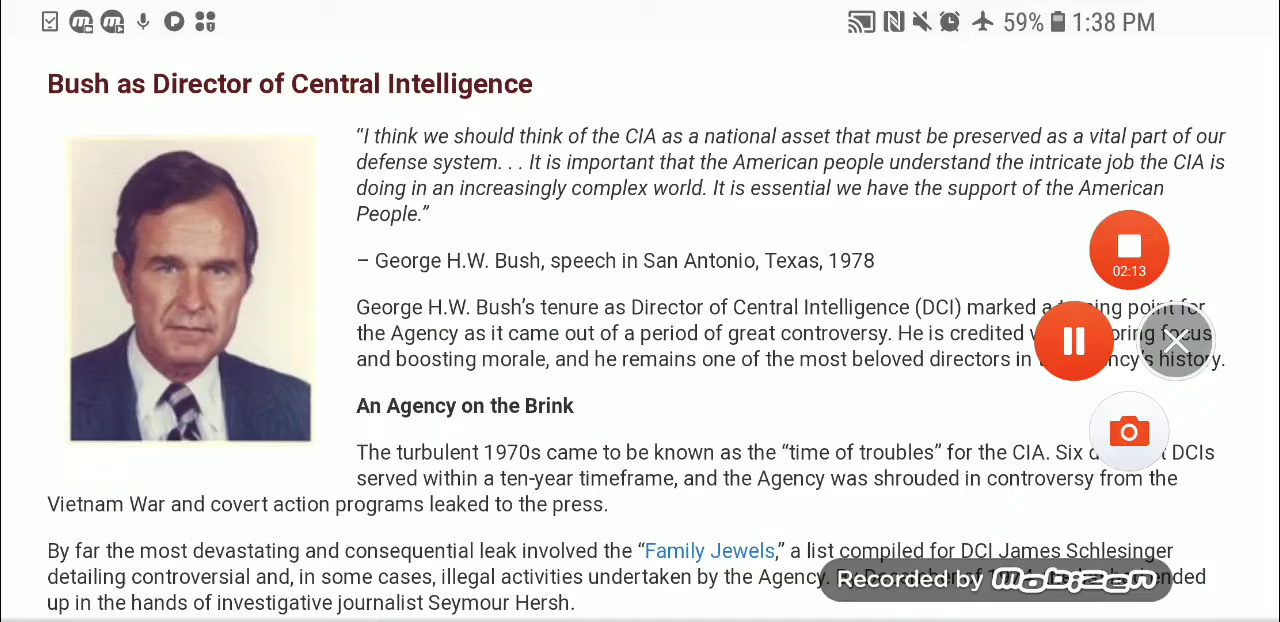 59% 1:38 PM
Bush as Director of Central Intelligence
“I think we should think of the CIA as a national asset that must be preserved as a vital part of our
defense system. . . It is important that the American people understand the intricate job the CIA is
doing in an increasingly complex world. It is essential we have the support of the American
People.”
– George H.W. Bush, speech in San Antonio, Texas, 1978
02:13
George H.W. Bush’s tenure as Director of Central Intelligence (DCI) marked a point for
the Agency as it came out of a period of great controversy. He is credited focus
and boosting morale, and he remains one of the most beloved directors in history.
An Agency on the Brink
The turbulent 1970s came to be known as the “time of troubles” for the CIA. Six DCIs
served within a ten-year timeframe, and the Agency was shrouded in controversy from the
Vietnam War and covert action programs leaked to the press.
By far the most devastating and consequential leak involved the “Family Jewels,” a list compiled for DCI James Schlesinger
detailing controversial and, in some cases, illegal activities undertaken by the Agency.
Recorded by mobizen
up in the hands of investigative journalist Seymour Hersh.